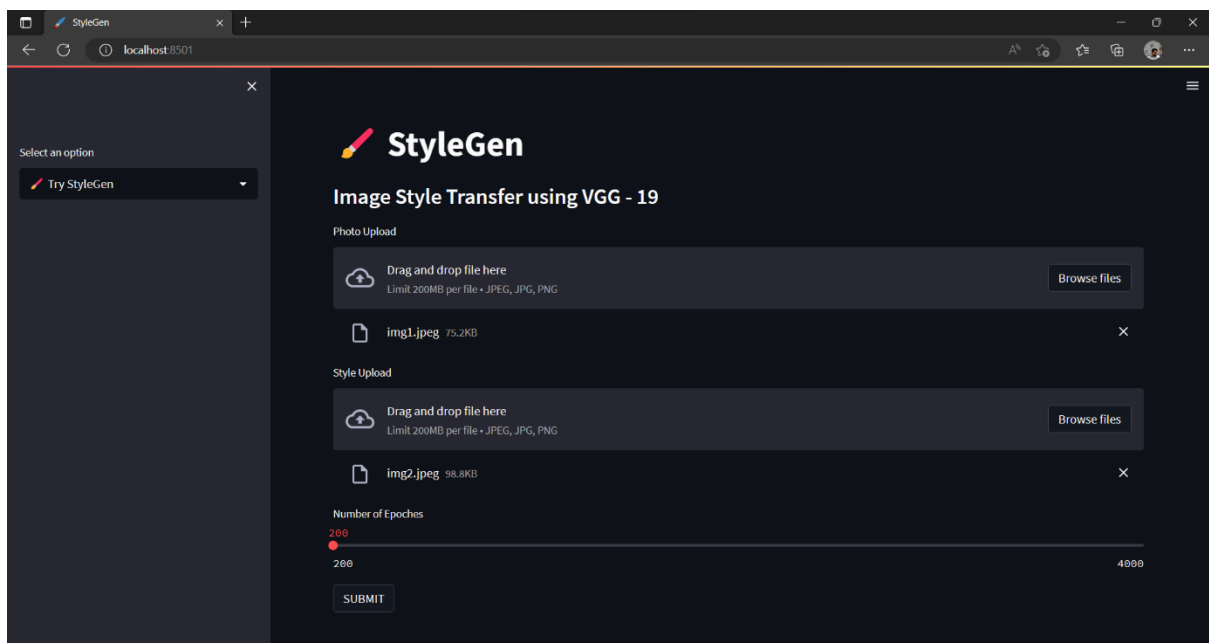 StyleGen
localhost:8501
Select an option
Try StyleGen
StyleGen
Image Style Transfer using VGG - 19
Photo Upload
Drag and drop file here
Limit 200MB per file • JPEG, JPG, PNG
Browse files
img1.jpeg 75.2KB
Style Upload
Drag and drop file here
Limit 200MB per file • JPEG, JPG, PNG
Browse files
img2.jpeg 98.8KB
Number of Epoches
200
200 4000
SUBMIT